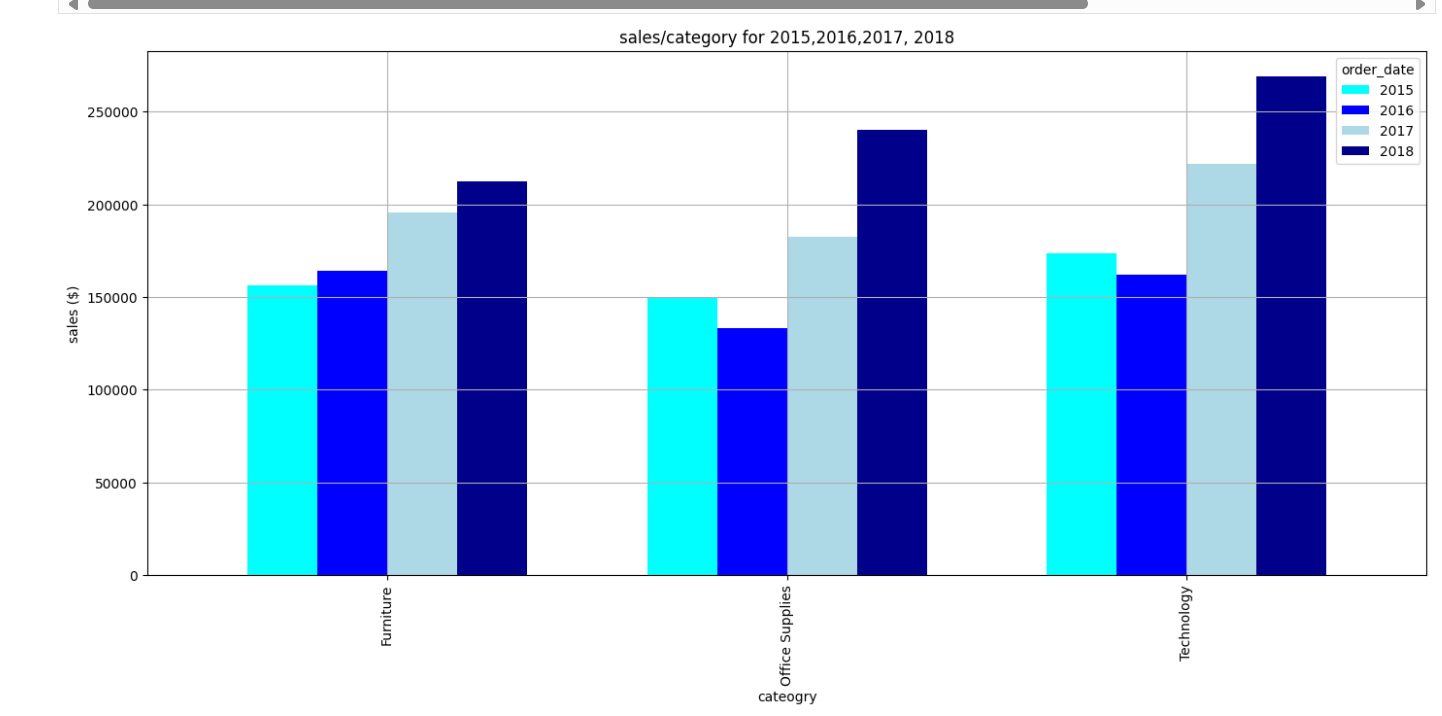 sales/category for 2015,2016,2017, 2018
order_date
2015
2016
2017
2018
250000
200000
150000
100000
50000
0
sales ($)
Furniture
Office Supplies
Technology
cateogry